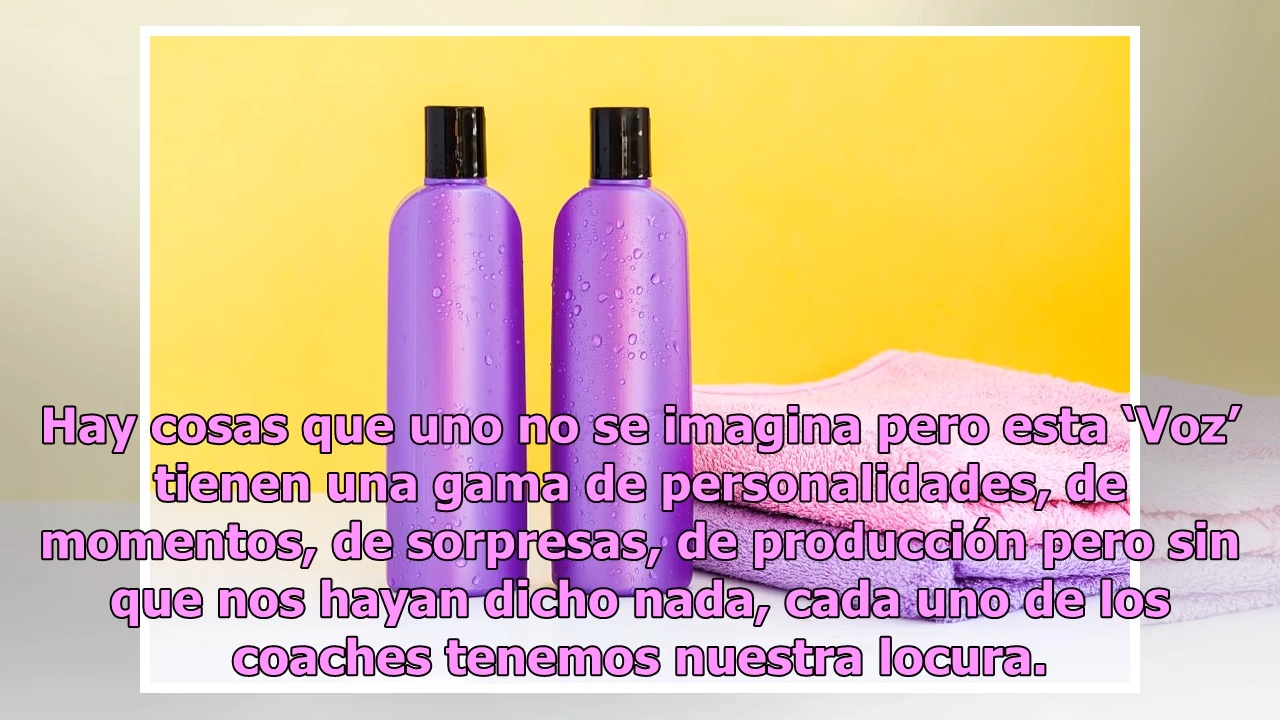 Hay cosas que uno no se imagina pero esta ‘Voz’
tienen una gama de personalidades, de
momentos, de sorpresas, de producción pero sin
que nos hayan dicho nada, cada uno de los
coaches tenemos nuestra locura.